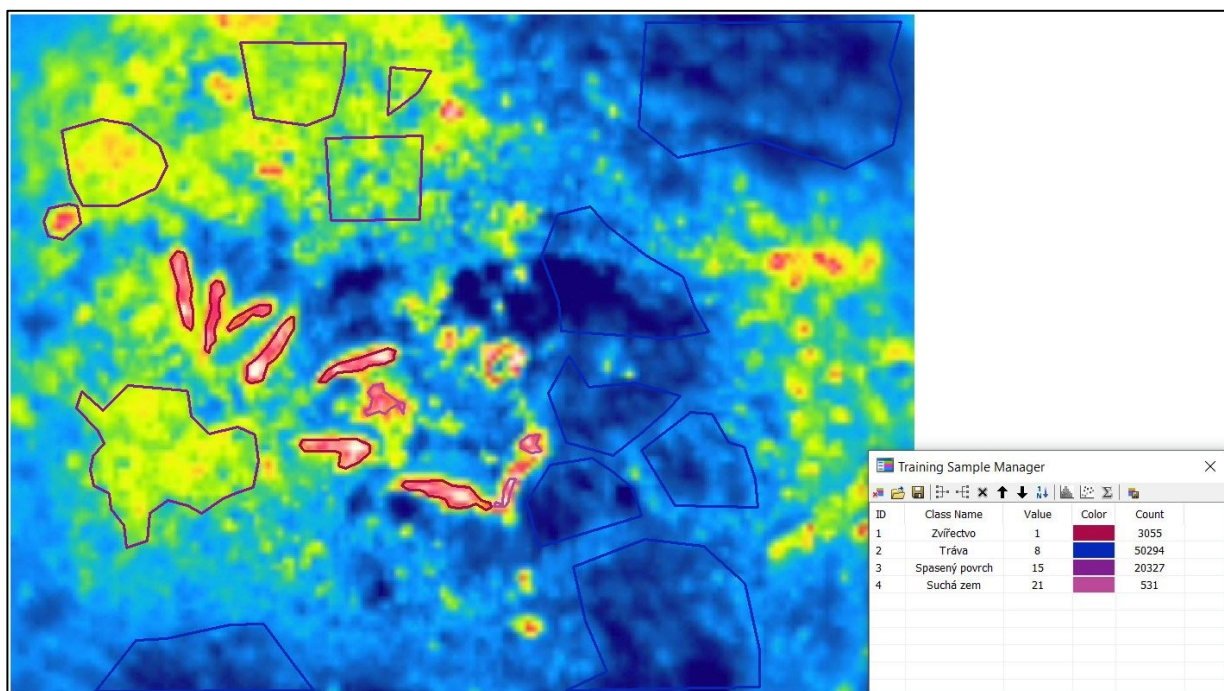 Training Sample Manager
ID Class Name Value Color Count
1 Zvířectvo 1 3055
2 Tráva 8 50294
3 Spasený povrch 15 20327
4 Suchá zem 21 531